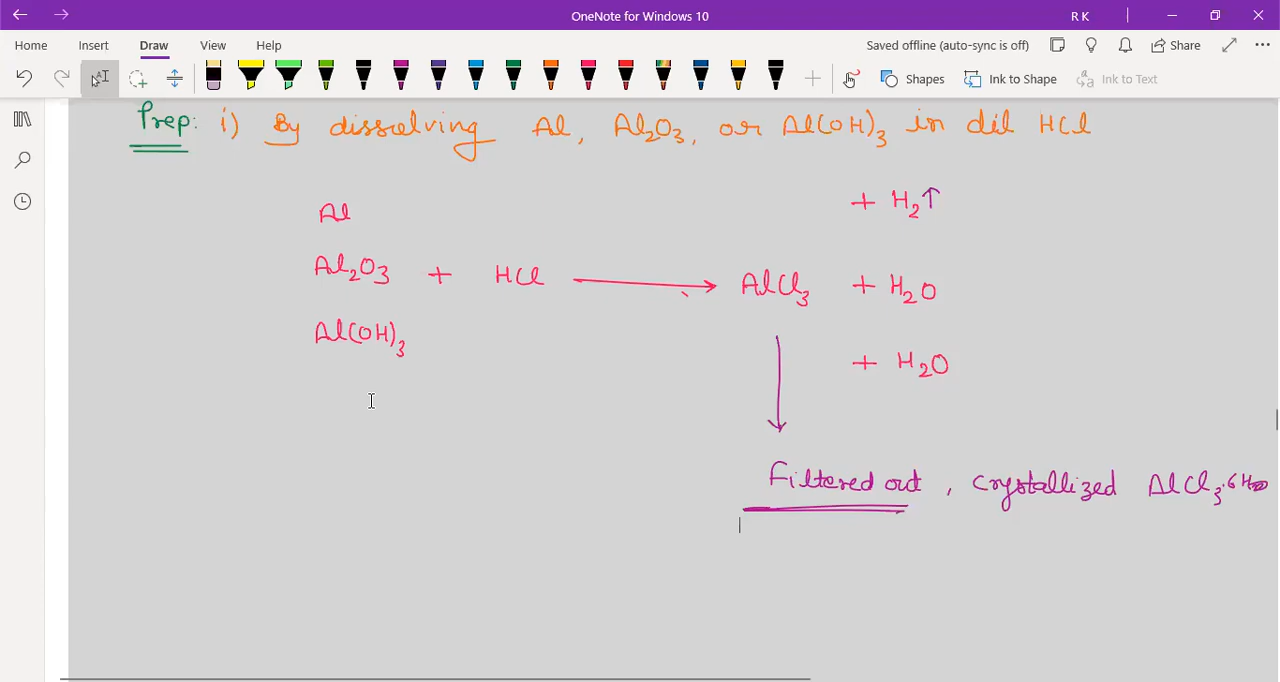 OneNote for Windows 10
R K
Home Insert Draw View Help
Saved offline (auto-sync is off)
Share
Shapes
Ink to Shape
Ink to Text
Prep: i) By dissolving Al, Al2O3, or Al(OH)3 in dil HCl
Al + H2↑
Al2O3 + HCl → AlCl3 + H2O
Al(OH)3 + H2O
Filtered out, crystallized AlCl3.6H2O